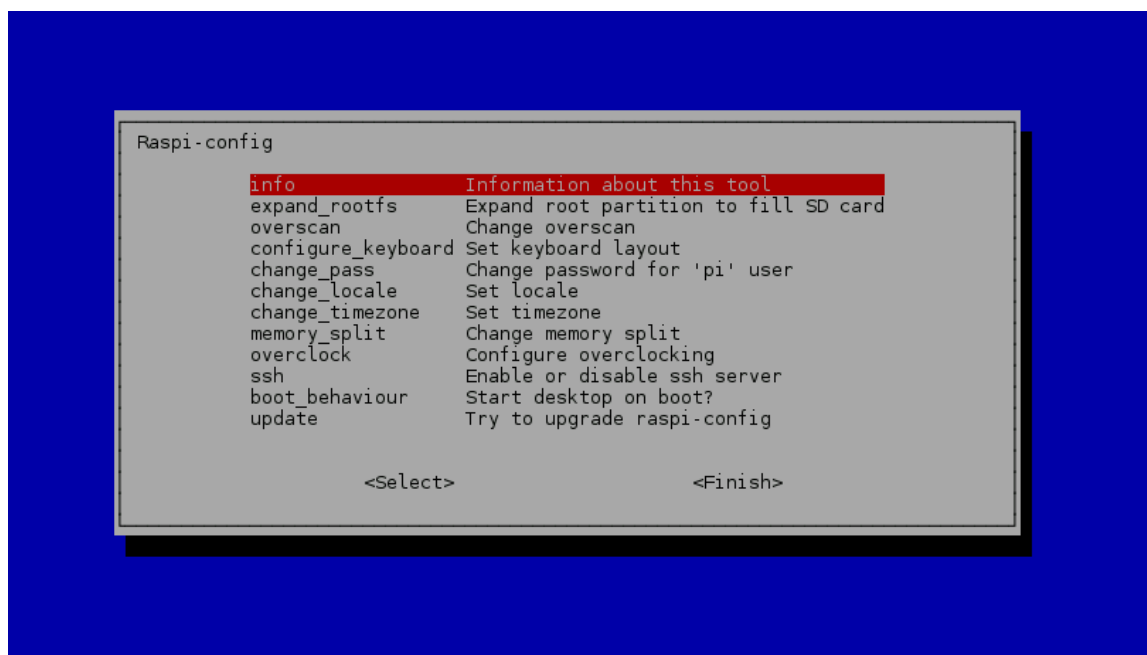 Raspi-config
info Information about this tool
expand_rootfs Expand root partition to fill SD card
overscan Change overscan
configure_keyboard Set keyboard layout
change_pass Change password for 'pi' user
change_locale Set locale
change_timezone Set timezone
memory_split Change memory split
overclock Configure overclocking
ssh Enable or disable ssh server
boot_behaviour Start desktop on boot?
update Try to upgrade raspi-config
<Select> <Finish>